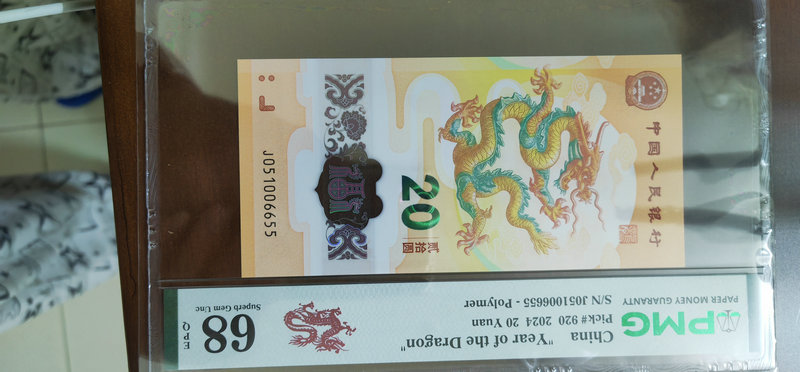 PMG
PAPER MONEY GUARANTY
China
"Year of the Dragon"
Pick# 920 2024 20 Yuan
S/N J051006655 - Polymer
68
EPQ
Superb Gem Unc
中国人民银行
20
贰拾圆
J051006655